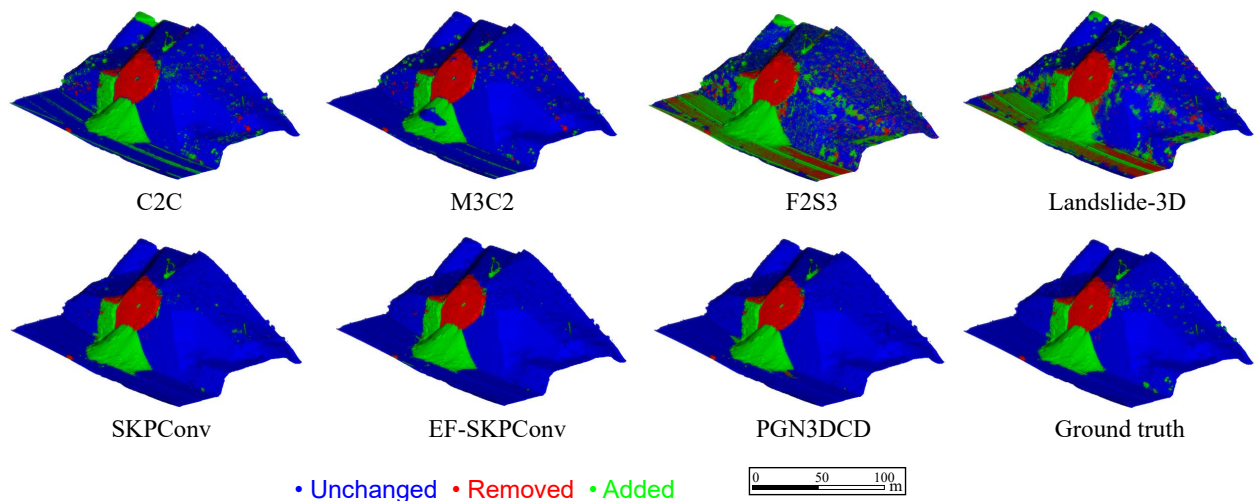 C2C M3C2 F2S3 Landslide-3D
SKPConv EF-SKPConv PGN3DCD Ground truth
• Unchanged • Removed • Added
0 50 100
m